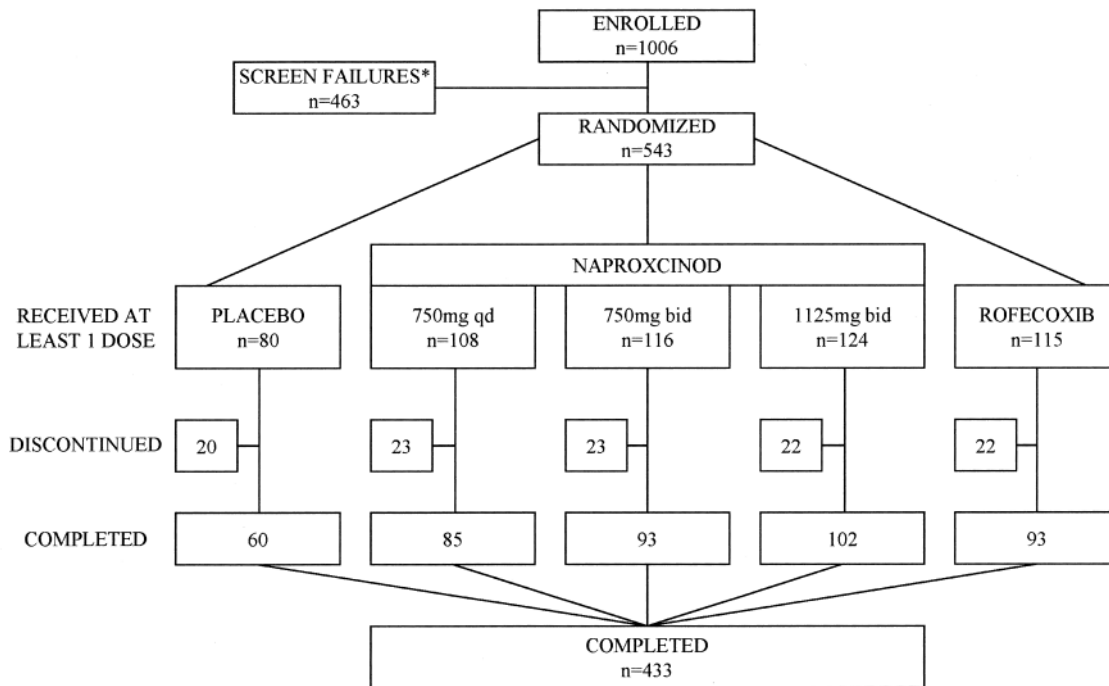 ENROLLED
n=1006
SCREEN FAILURES*
n=463
RANDOMIZED
n=543
NAPROXCINOD
RECEIVED AT
LEAST 1 DOSE
PLACEBO
n=80
750mg qd
n=108
750mg bid
n=116
1125mg bid
n=124
ROFECOXIB
n=115
DISCONTINUED
20
23
23
22
22
COMPLETED
60
85
93
102
93
COMPLETED
n=433